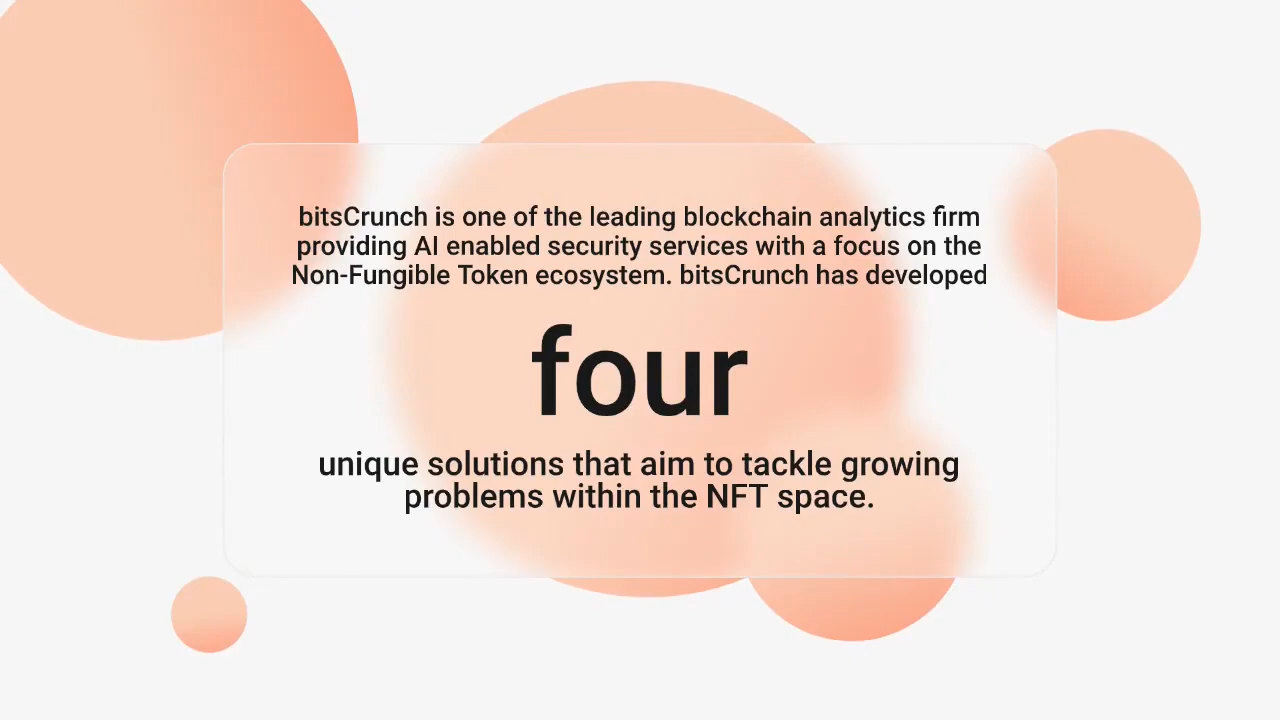 bitsCrunch is one of the leading blockchain analytics firm
providing AI enabled security services with a focus on the
Non-Fungible Token ecosystem. bitsCrunch has developed
four
unique solutions that aim to tackle growing
problems within the NFT space.